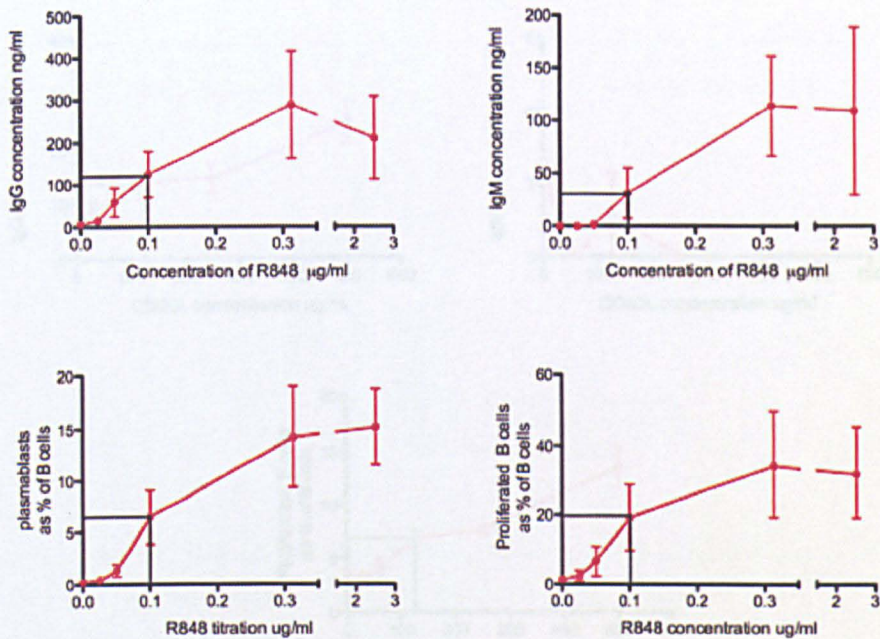 500
400
300
200
100
0
IgG concentration ng/ml
0.0 0.1 0.2 0.3 2 3
Concentration of R848 µg/ml
200
150
100
50
0
IgM concentration ng/ml
0.0 0.1 0.2 0.3 2 3
Concentration of R848 µg/ml
20
15
10
5
0
plasmablasts
as % of B cells
0.0 0.1 0.2 0.3 2 3
R848 titration ug/ml
60
40
20
0
Proliferated B cells
as % of B cells
0.0 0.1 0.2 0.3 2 3
R848 concentration ug/ml